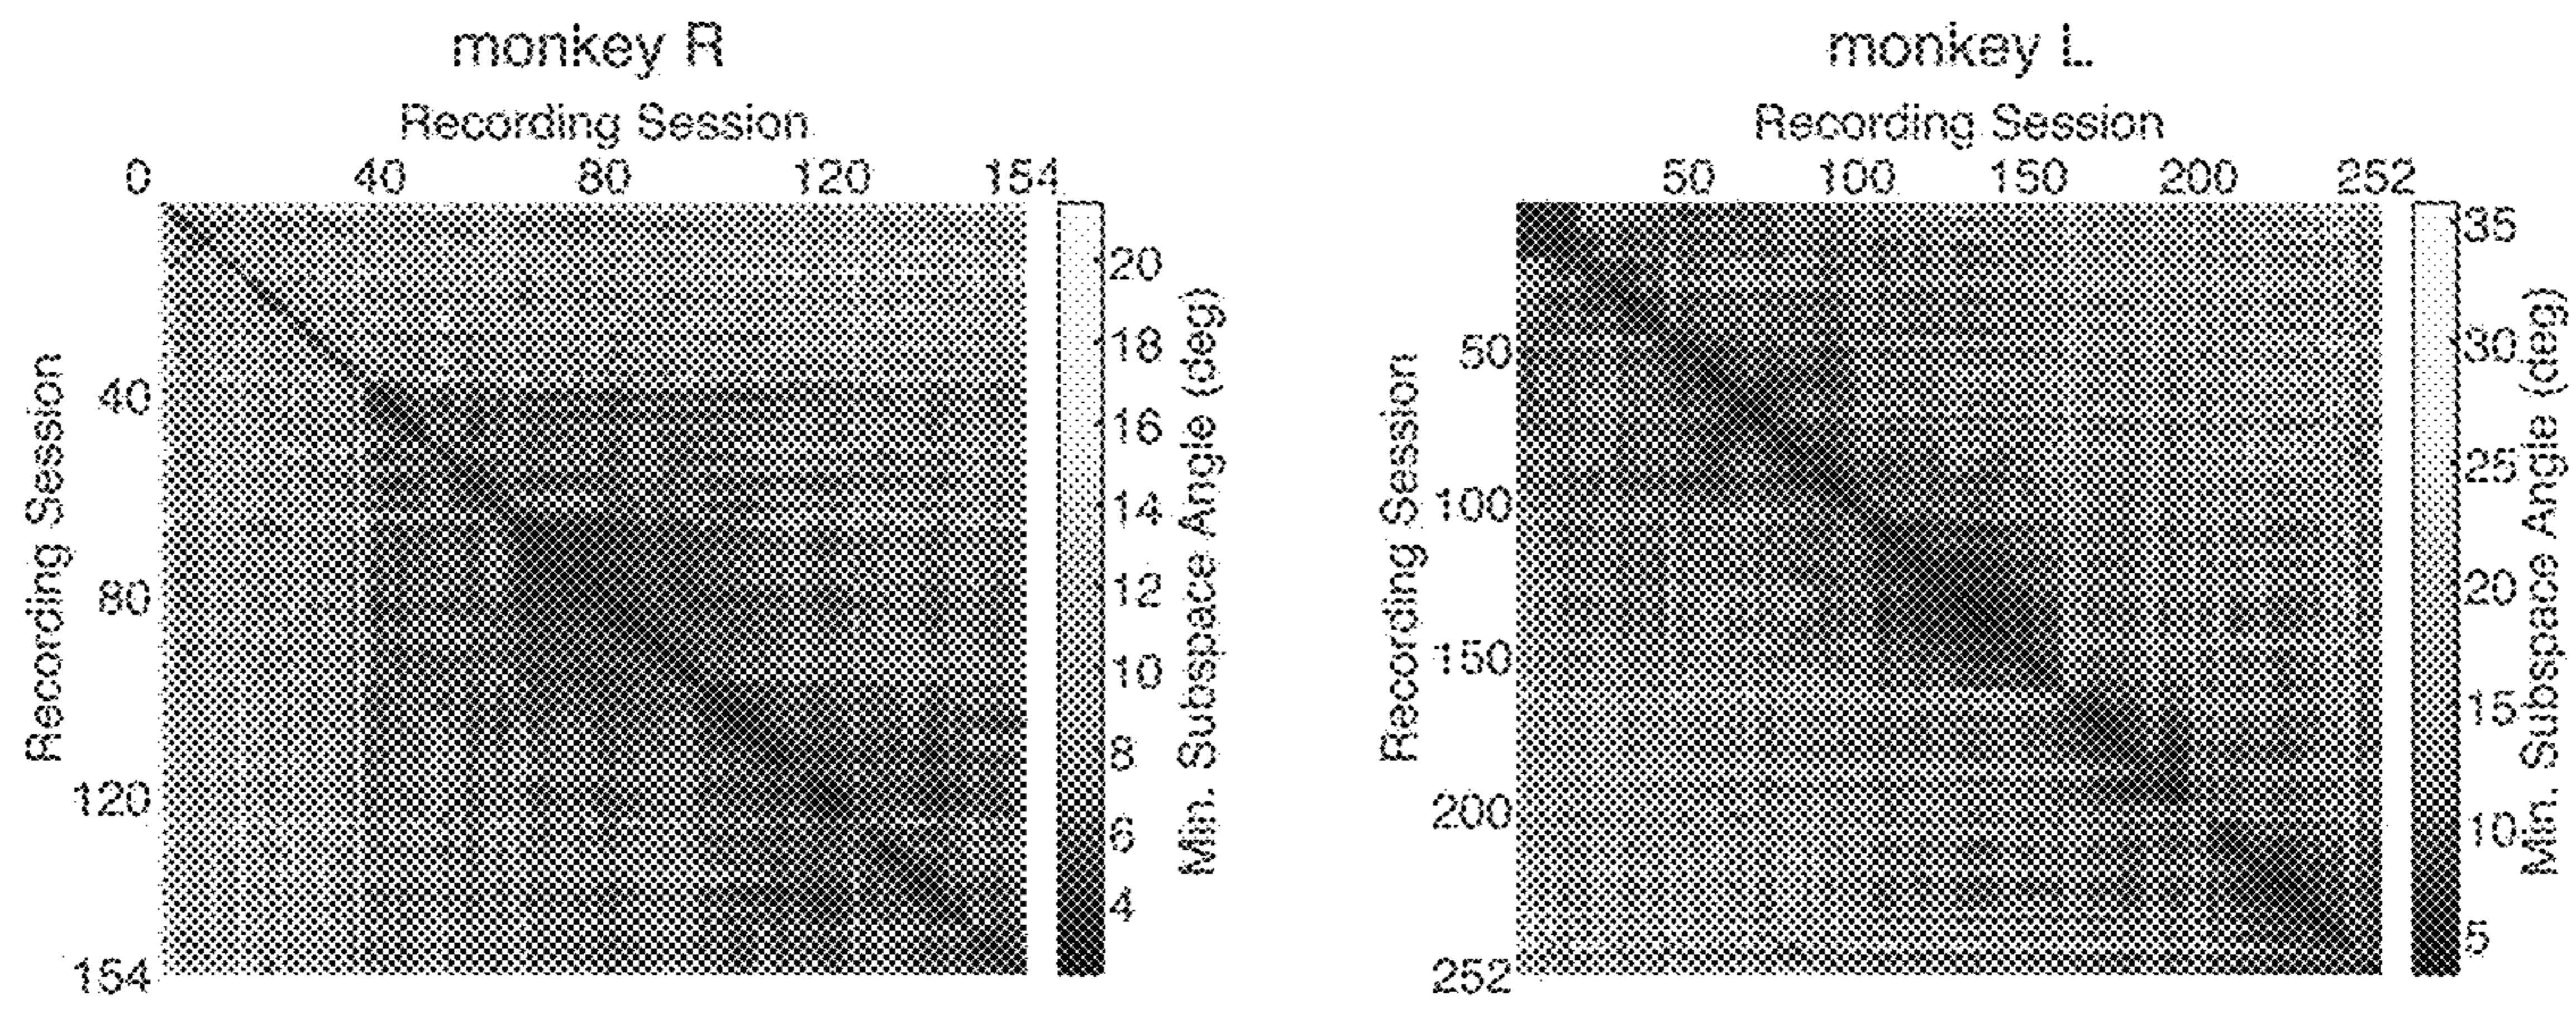 monkey R
Recording Session
0 40 80 120 154
Recording Session
40
80
120
154
20
18
16
14
12
10
8
6
4
Min. Subspace Angle (deg)
monkey L
Recording Session
50 100 150 200 252
Recording Session
50
100
150
200
252
35
30
25
20
15
10
5
Min. Subspace Angle (deg)